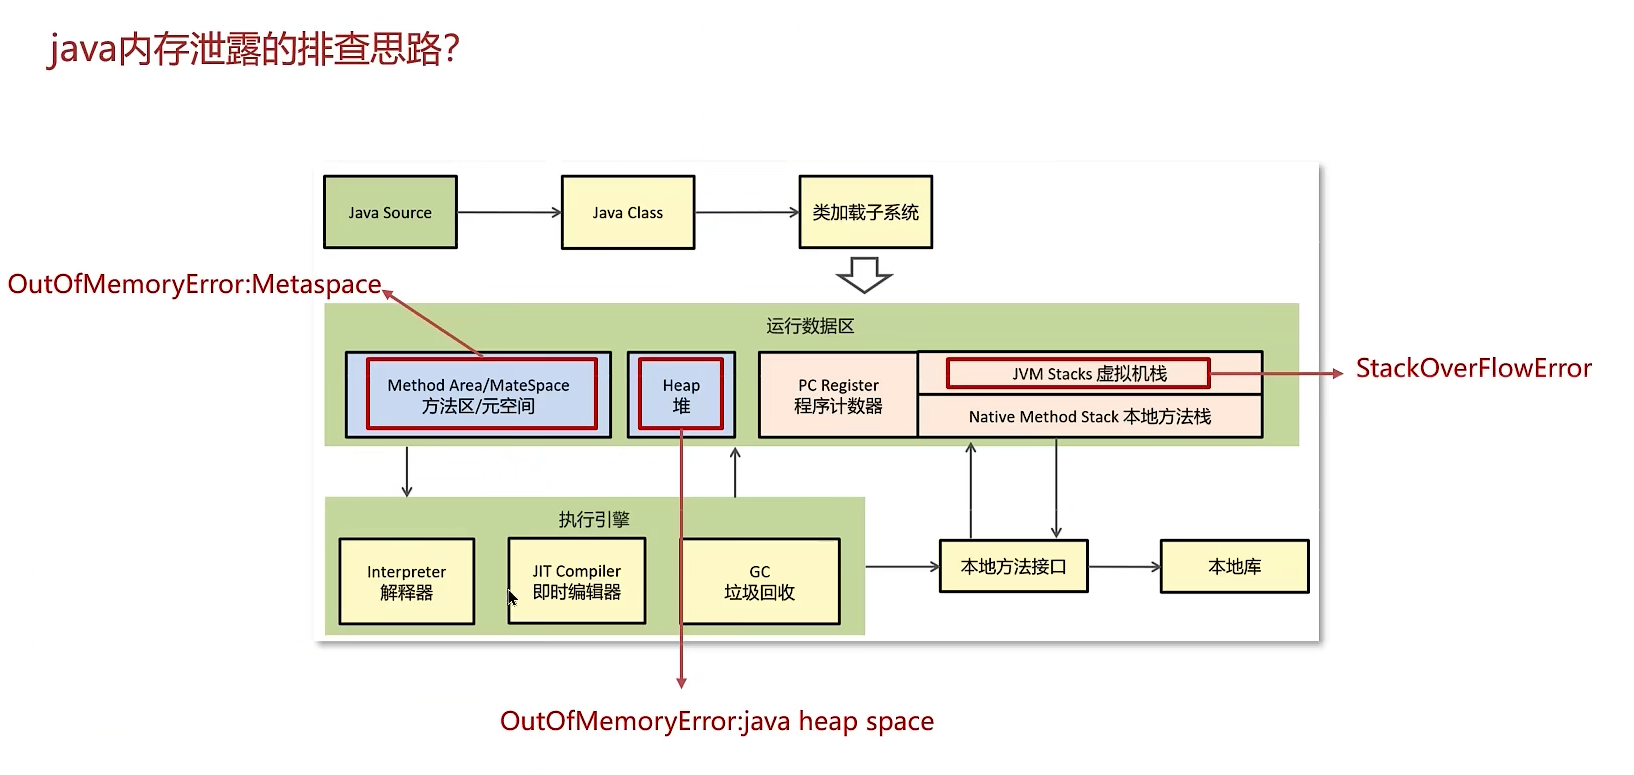 java内存泄露的排查思路?
Java Source
Java Class
类加载子系统
OutOfMemoryError:Metaspace
运行数据区
Method Area/MateSpace
方法区/元空间
Heap
堆
PC Register
程序计数器
JVM Stacks 虚拟机栈
Native Method Stack 本地方法栈
StackOverFlowError
执行引擎
Interpreter
解释器
JIT Compiler
即时编辑器
GC
垃圾回收
本地方法接口
本地库
OutOfMemoryError:java heap space